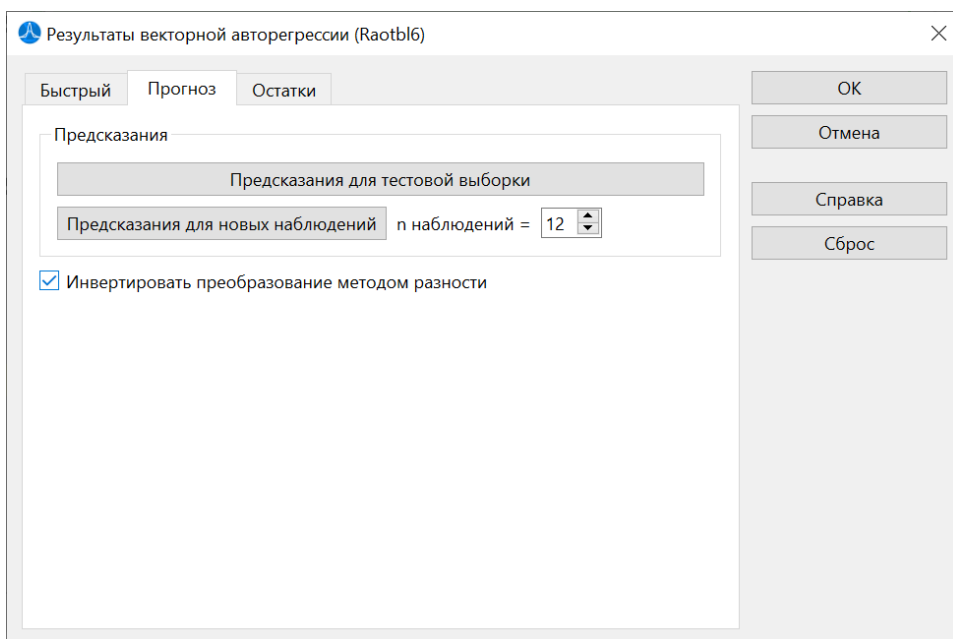 Результаты векторной авторегрессии (Raotbl6)
Быстрый Прогноз Остатки
OK
Отмена
Справка
Сброс
Предсказания
Предсказания для тестовой выборки
Предсказания для новых наблюдений n наблюдений = 12
Инвертировать преобразование методом разности